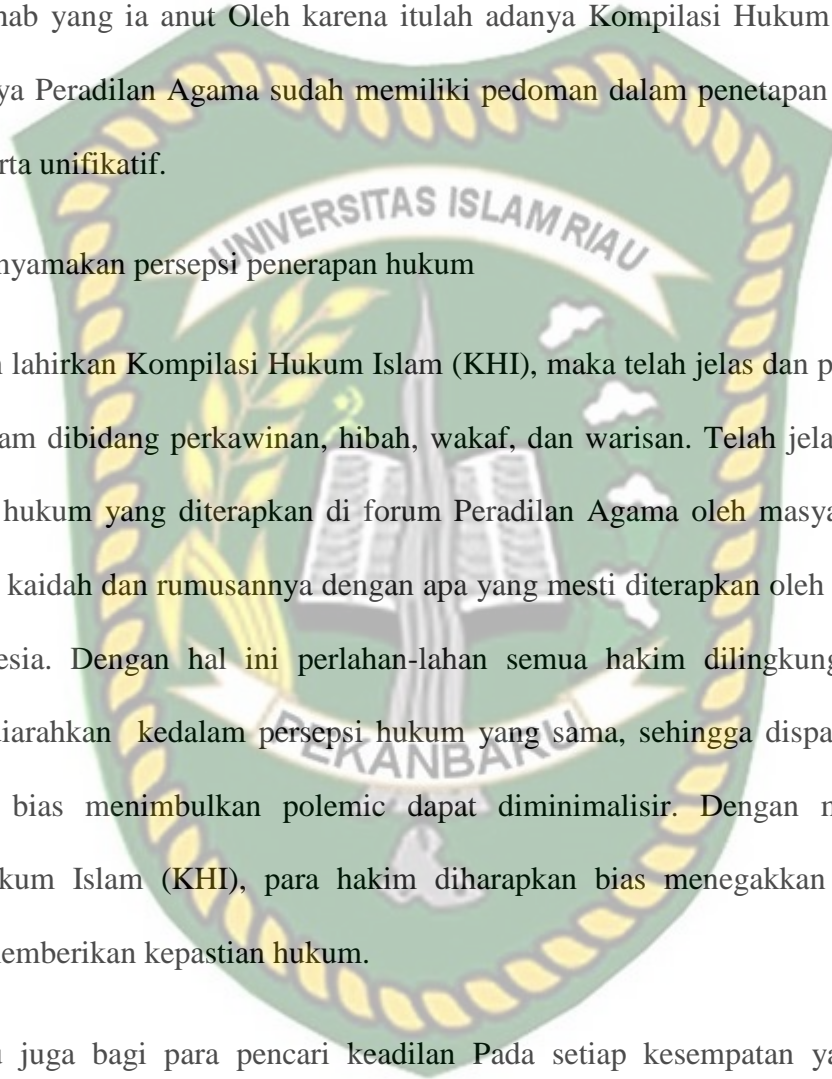 nab yang ia anut Oleh karena itulah adanya Kompilasi Hukum
ya Peradilan Agama sudah memiliki pedoman dalam penetapan
rta unifikatif.
UNIVERSITAS ISLAM RIAU
nyamakan persepsi penerapan hukum
n lahirkan Kompilasi Hukum Islam (KHI), maka telah jelas dan p
am dibidang perkawinan, hibah, wakaf, dan warisan. Telah jela
hukum yang diterapkan di forum Peradilan Agama oleh masya
kaidah dan rumusannya dengan apa yang mesti diterapkan oleh
esia. Dengan hal ini perlahan-lahan semua hakim dilingkung
diarahkan kedalam persepsi hukum yang sama, sehingga dispa
PEKANBARU
bias menimbulkan polemic dapat diminimalisir. Dengan m
kum Islam (KHI), para hakim diharapkan bias menegakkan
memberikan kepastian hukum.
u juga bagi para pencari keadilan Pada setiap kesempatan ya